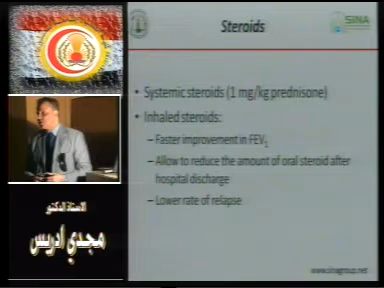 Steroids
SINA
• Systemic steroids (1 mg/kg prednisone)
• Inhaled steroids:
– Faster improvement in FEV1
– Allow to reduce the amount of oral steroid after
hospital discharge
– Lower rate of relapse
www.sinagroup.net
الاستاذ الدكتور
مجدي ادريس